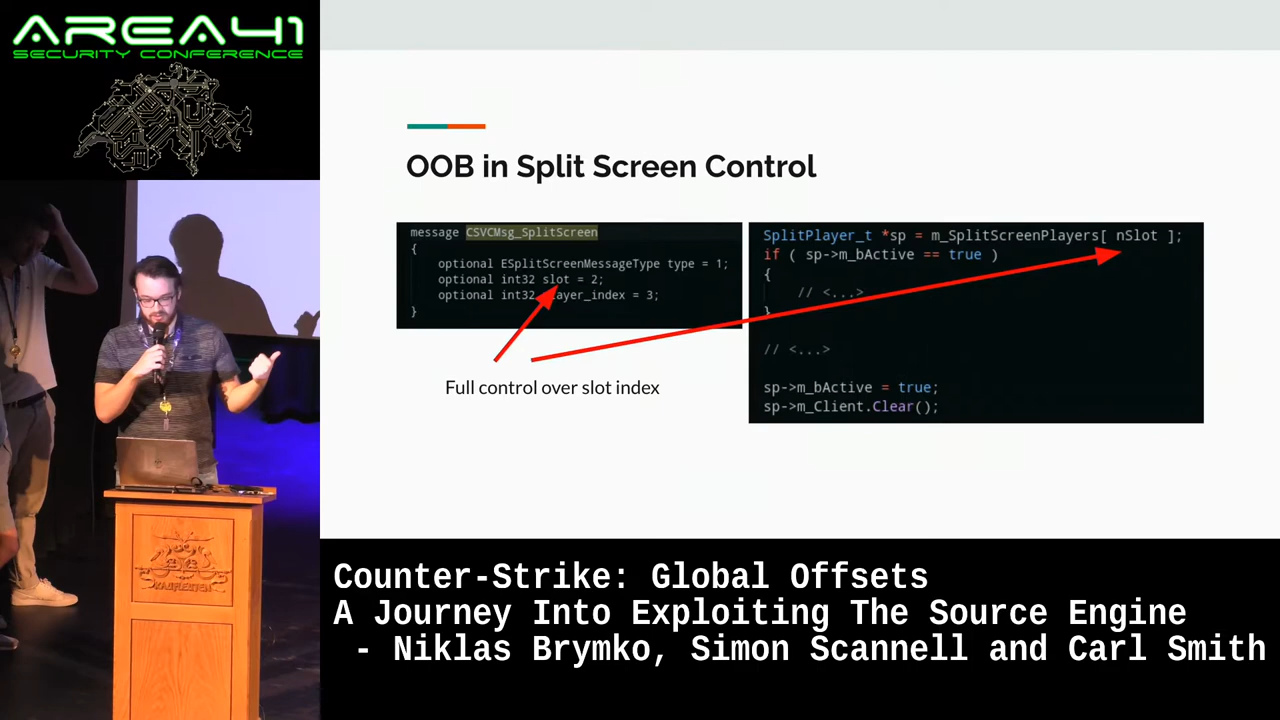 AREA41
SECURITY CONFERENCE
OOB in Split Screen Control
message CSVCMsg_SplitScreen
{
optional ESplitScreenMessageType type = 1;
optional int32 slot = 2;
optional int32 layer_index = 3;
}
Full control over slot index
SplitPlayer_t *sp = m_SplitScreenPlayers[ nSlot ];
if ( sp->m_bActive == true )
{
// <...>
}
// <...>
sp->m_bActive = true;
sp->m_Client.Clear();
Counter-Strike: Global Offsets
A Journey Into Exploiting The Source Engine
- Niklas Brymko, Simon Scannell and Carl Smith